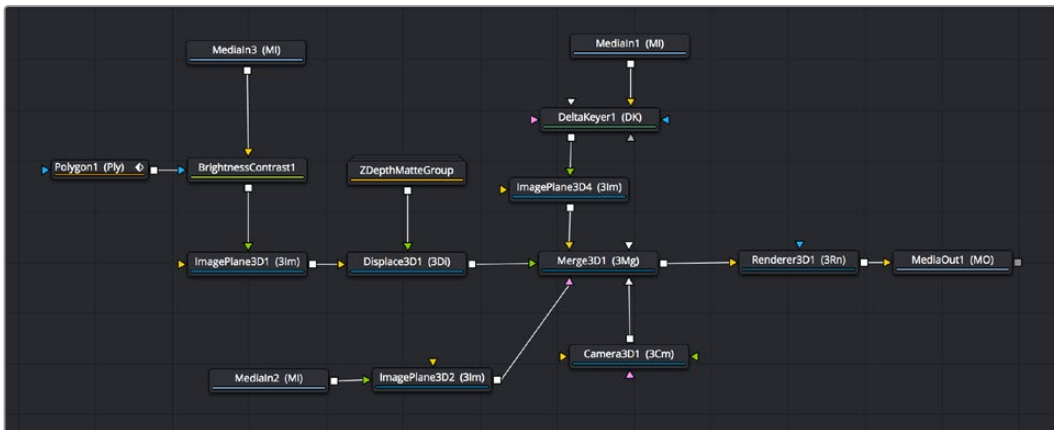 MediaIn3 (MI)
MediaIn1 (MI)
DeltaKeyer1 (DK)
Polygon1 (Ply)
BrightnessContrast1
ZDepthMatteGroup
ImagePlane3D4 (3Im)
ImagePlane3D1 (3Im)
Displace3D1 (3Di)
Merge3D1 (3Mg)
Renderer3D1 (3Rn)
MediaOut1 (MO)
Camera3D1 (3Cm)
MediaIn2 (MI)
ImagePlane3D2 (3Im)